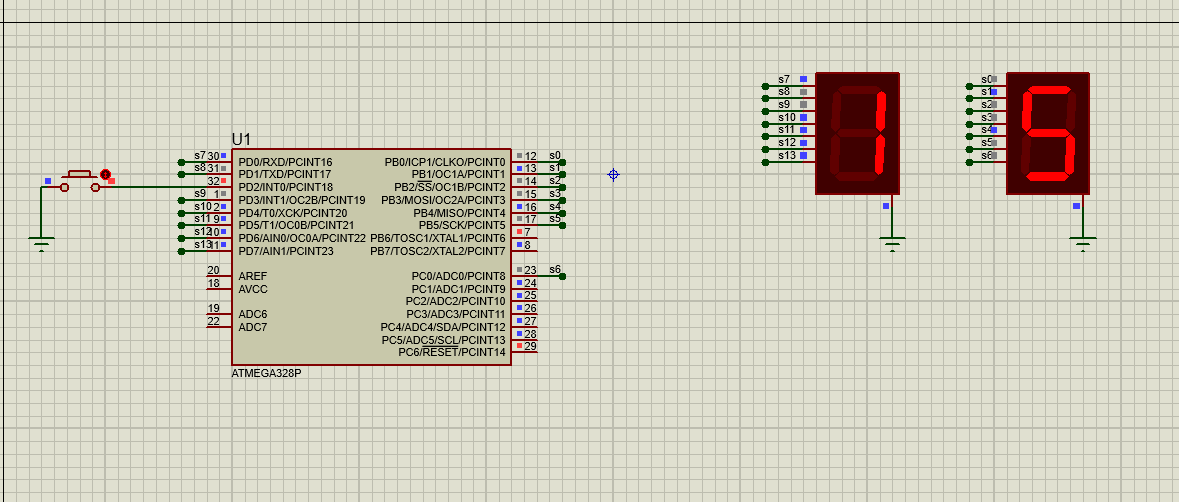 U1
s7 30 PD0/RXD/PCINT16 PB0/ICP1/CLKO/PCINT0 12 s0
s8 31 PD1/TXD/PCINT17 PB1/OC1A/PCINT1 13 s1
32 PD2/INT0/PCINT18 PB2/SS/OC1B/PCINT2 14 s2
s9 1 PD3/INT1/OC2B/PCINT19 PB3/MOSI/OC2A/PCINT3 15 s3
s10 2 PD4/T0/XCK/PCINT20 PB4/MISO/PCINT4 16 s4
s11 9 PD5/T1/OC0B/PCINT21 PB5/SCK/PCINT5 17 s5
s12 10 PD6/AIN0/OC0A/PCINT22 PB6/TOSC1/XTAL1/PCINT6 7
s13 11 PD7/AIN1/PCINT23 PB7/TOSC2/XTAL2/PCINT7 8
20 AREF PC0/ADC0/PCINT8 23 s6
18 AVCC PC1/ADC1/PCINT9 24
PC2/ADC2/PCINT10 25
19 ADC6 PC3/ADC3/PCINT11 26
22 ADC7 PC4/ADC4/SDA/PCINT12 27
PC5/ADC5/SCL/PCINT13 28
PC6/RESET/PCINT14 29
ATMEGA328P
s7
s8
s9
s10
s11
s12
s13
1
s0
s1
s2
s3
s4
s5
s6
5